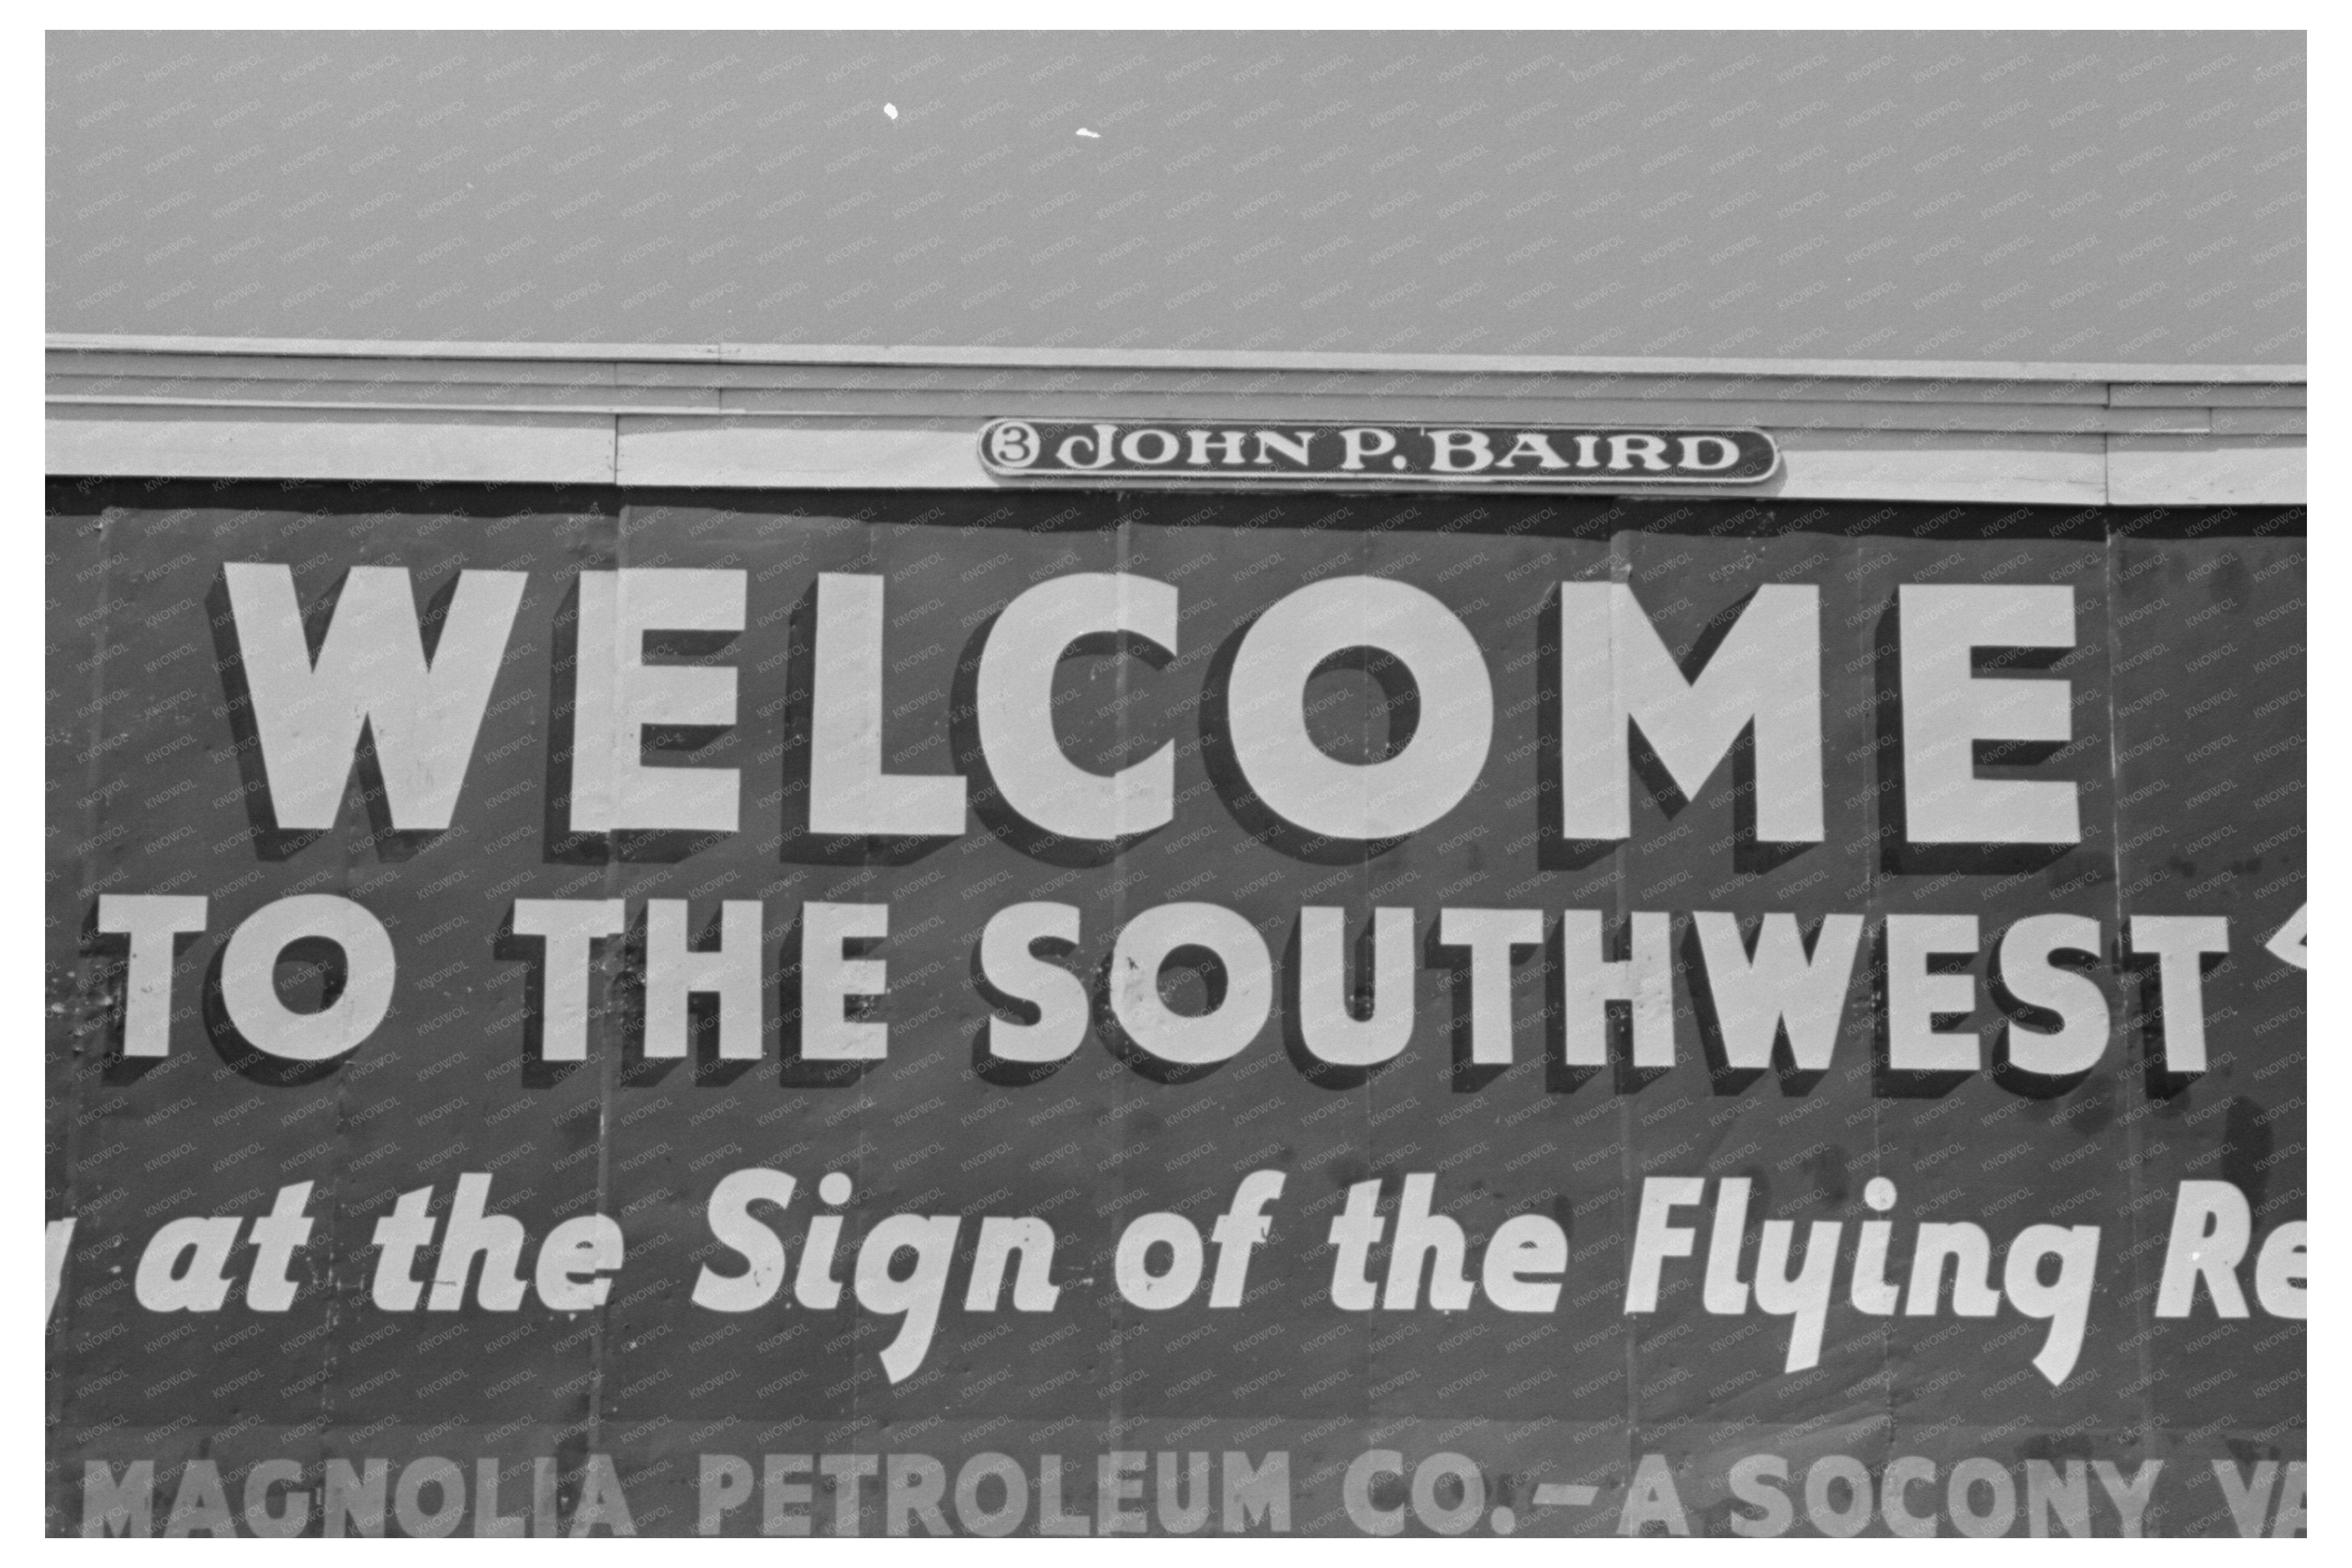 3 JOHN P. BAIRD
WELCOME
TO THE SOUTHWEST
at the Sign of the Flying Re
MAGNOLIA PETROLEUM CO.—A SOCONY VA
KNOWOL